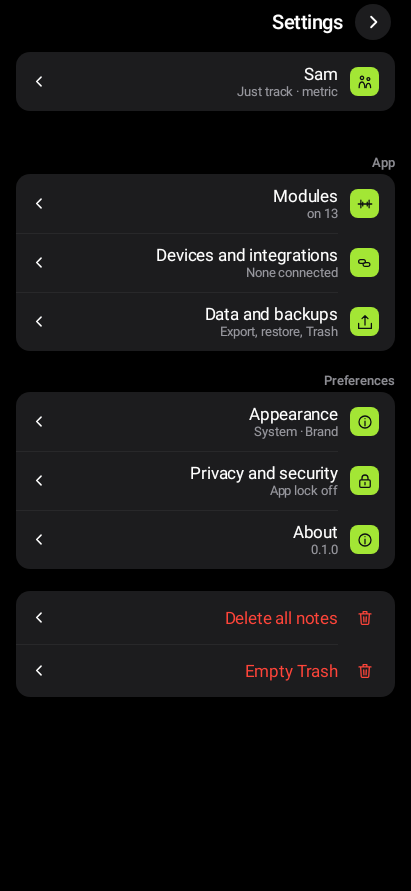 Settings
Sam
Just track · metric
App
Modules
on 13
Devices and integrations
None connected
Data and backups
Export, restore, Trash
Preferences
Appearance
System · Brand
Privacy and security
App lock off
About
0.1.0
Delete all notes
Empty Trash